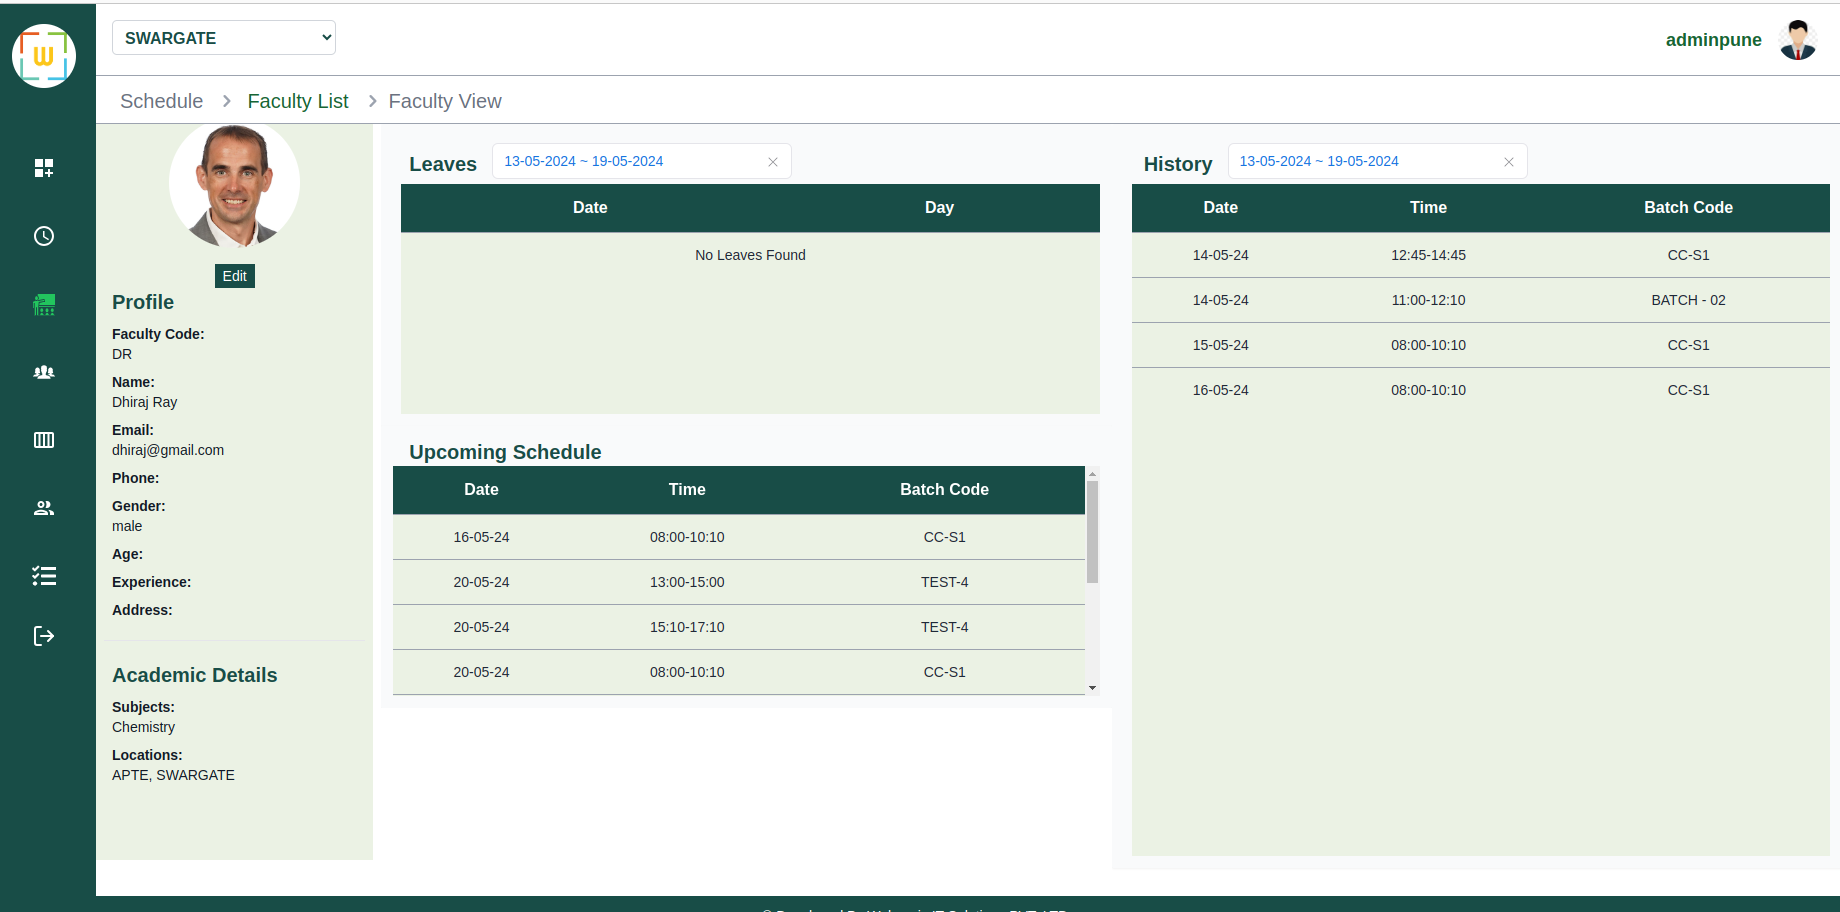 W
SWARGATE
adminpune
Schedule > Faculty List > Faculty View
Edit
Profile
Faculty Code:
DR
Name:
Dhiraj Ray
Email:
dhiraj@gmail.com
Phone:
Gender:
male
Age:
Experience:
Address:
Academic Details
Subjects:
Chemistry
Locations:
APTE, SWARGATE
Leaves 13-05-2024 ~ 19-05-2024
Date Day
No Leaves Found
Upcoming Schedule
Date Time Batch Code
16-05-24 08:00-10:10 CC-S1
20-05-24 13:00-15:00 TEST-4
20-05-24 15:10-17:10 TEST-4
20-05-24 08:00-10:10 CC-S1
History 13-05-2024 ~ 19-05-2024
Date Time Batch Code
14-05-24 12:45-14:45 CC-S1
14-05-24 11:00-12:10 BATCH - 02
15-05-24 08:00-10:10 CC-S1
16-05-24 08:00-10:10 CC-S1